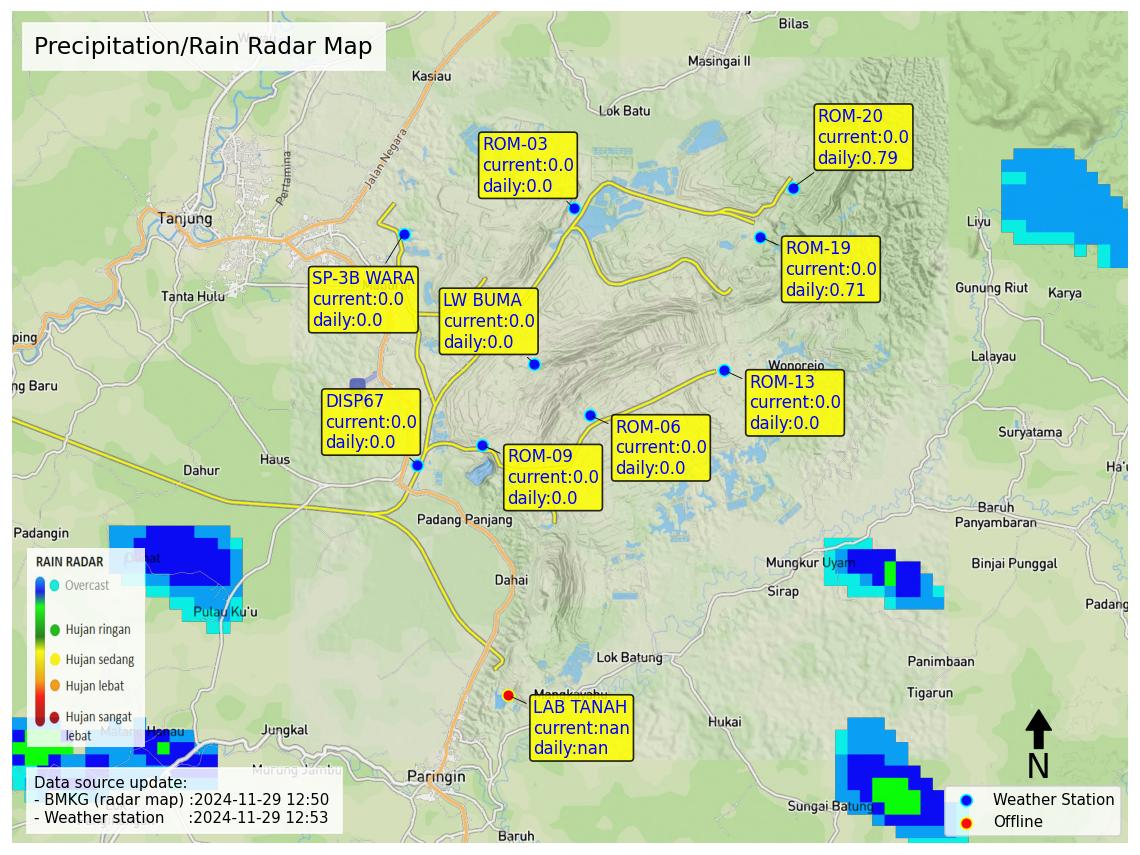 Bilas
Precipitation/Rain Radar Map
Masingai II
Kasiau
Lok Batu
Jalan Negara
Pertamina
ROM-20
current:0.0
daily:0.79
ROM-03
current:0.0
daily:0.0
Tanjung
Liyu
ROM-19
current:0.0
daily:0.71
SP-3B WARA
current:0.0
daily:0.0
Tanta Hulu
LW BUMA
current:0.0
daily:0.0
Gunung Riut
Karya
ping
Lalayau
Wonorejo
ng Baru
ROM-13
current:0.0
daily:0.0
DISP67
current:0.0
daily:0.0
ROM-06
current:0.0
daily:0.0
Suryatama
ROM-09
current:0.0
daily:0.0
Haus
Dahur
Ha'u
Baruh
Panyambaran
Padang Panjang
Padangin
RAIN RADAR
Overcast
Hujan ringan
Hujan sedang
Hujan lebat
Hujan sangat
lebat
Mungkur Uyam
Binjai Punggal
Dahai
Sirap
Padang
Pulau Ku'u
Lok Batung
Panimbaan
Tigarun
Mangkayahu
LAB TANAH
current:nan
daily:nan
Hukai
Jungkal
Murung Jambu
Paringin
N
Data source update:
- BMKG (radar map) :2024-11-29 12:50
- Weather station :2024-11-29 12:53
Sungai Batung
Weather Station
Offline
Baruh